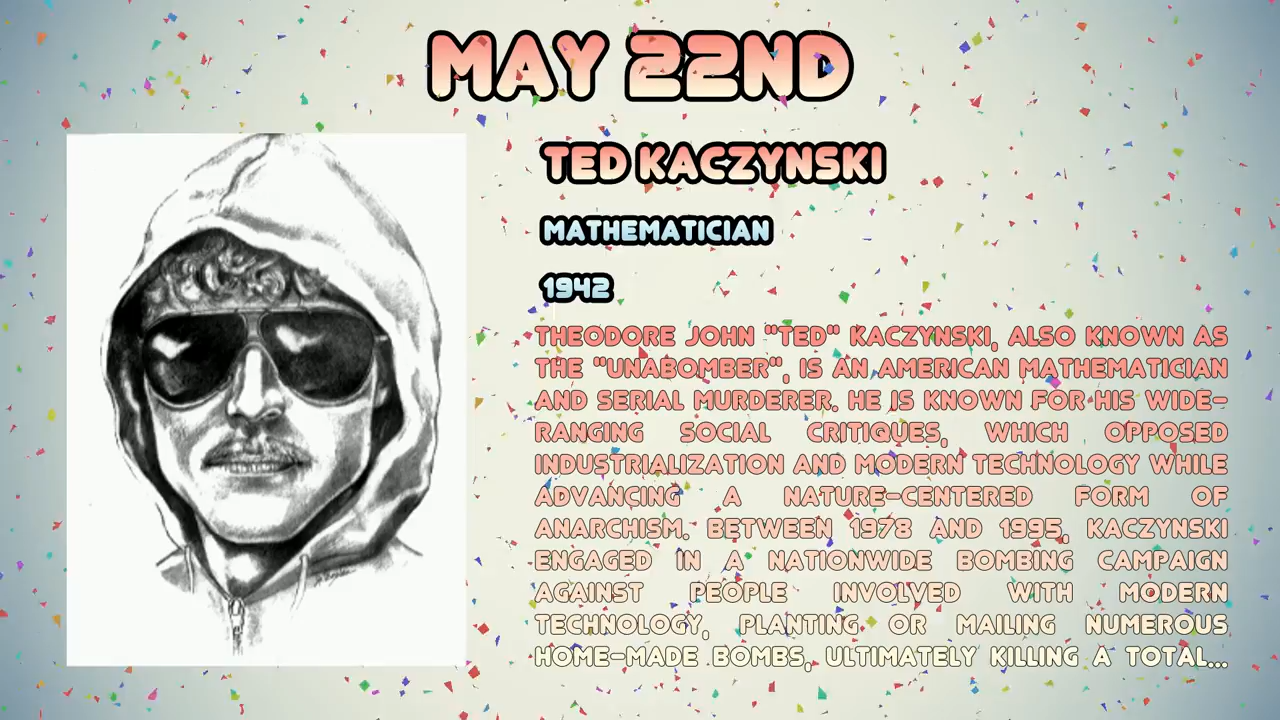 MAY 22ND
TED KACZYNSKI
MATHEMATICIAN
1942
THEODORE JOHN "TED" KACZYNSKI, ALSO KNOWN AS
THE "UNABOMBER", IS AN AMERICAN MATHEMATICIAN
AND SERIAL MURDERER. HE IS KNOWN FOR HIS WIDE-
RANGING SOCIAL CRITIQUES, WHICH OPPOSED
INDUSTRIALIZATION AND MODERN TECHNOLOGY WHILE
ADVANCING A NATURE-CENTERED FORM OF
ANARCHISM. BETWEEN 1978 AND 1995, KACZYNSKI
ENGAGED IN A NATIONWIDE BOMBING CAMPAIGN
AGAINST PEOPLE INVOLVED WITH MODERN
TECHNOLOGY, PLANTING OR MAILING NUMEROUS
HOME-MADE BOMBS, ULTIMATELY KILLING A TOTAL...